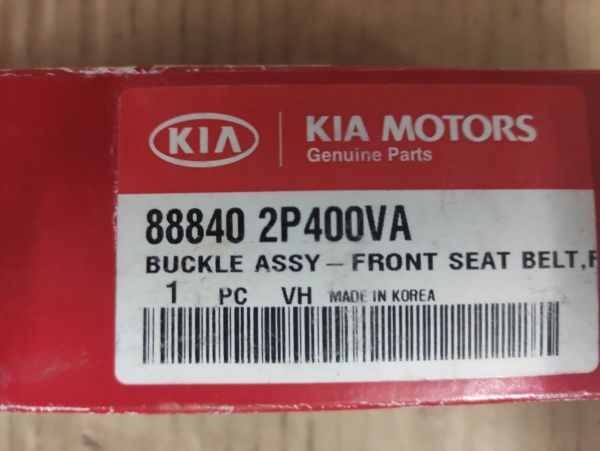 KIA
KIA MOTORS
Genuine Parts
88840 2P400VA
BUCKLE ASSY-FRONT SEAT BELT,
1 PC VH MADE IN KOREA